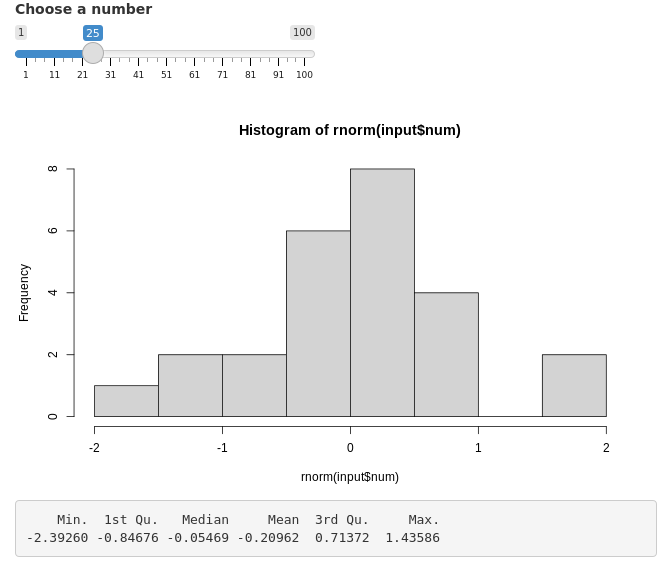 Choose a number
1 25 100
1 11 21 31 41 51 61 71 81 91 100
Histogram of rnorm(input$num)
8
6
4
2
0
Frequency
-2 -1 0 1 2
rnorm(input$num)
Min. 1st Qu. Median Mean 3rd Qu. Max.
-2.39260 -0.84676 -0.05469 -0.20962 0.71372 1.43586